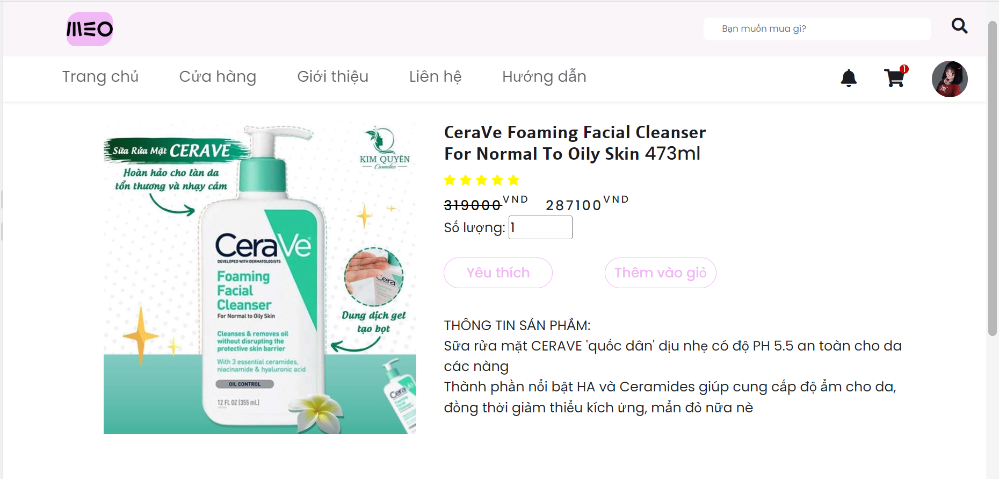 MEO
Bạn muốn mua gì?
Trang chủ
Cửa hàng
Giới thiệu
Liên hệ
Hướng dẫn
1
Sữa Rửa Mặt CERAVE
Hoàn hảo cho làn da
tổn thương và nhạy cảm
KIM QUYÊN
Cosmetics
CeraVe
DEVELOPED WITH DERMATOLOGISTS
Foaming
Facial
Cleanser
For Normal to Oily Skin
Cleanses & removes oil
without disrupting the
protective skin barrier
With 3 essential ceramides,
niacinamide & hyaluronic acid
OIL CONTROL
12 FL OZ (355 mL)
Cera
Dung dịch gel
tạo bọt
CeraVe
Foaming
Facial
Cleanser
CeraVe Foaming Facial Cleanser
For Normal To Oily Skin 473ml
319000VND 287100VND
Số lượng: 1
Yêu thích
Thêm vào giỏ
THÔNG TIN SẢN PHẨM:
Sữa rửa mặt CERAVE 'quốc dân' dịu nhẹ có độ PH 5.5 an toàn cho da
các nàng
Thành phần nổi bật HA và Ceramides giúp cung cấp độ ẩm cho da,
đồng thời giảm thiểu kích ứng, mẩn đỏ nữa nè